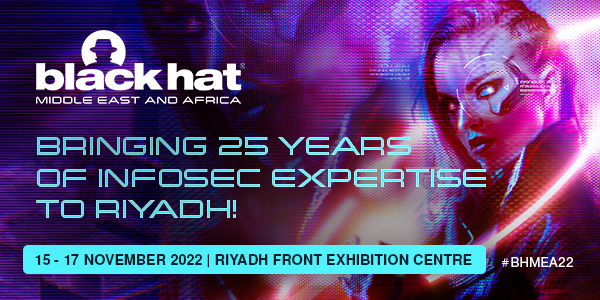 black hat®
MIDDLE EAST AND AFRICA
BRINGING 25 YEARS
OF INFOSEC EXPERTISE
TO RIYADH!
15 - 17 NOVEMBER 2022 | RIYADH FRONT EXHIBITION CENTRE
#BHMEA22